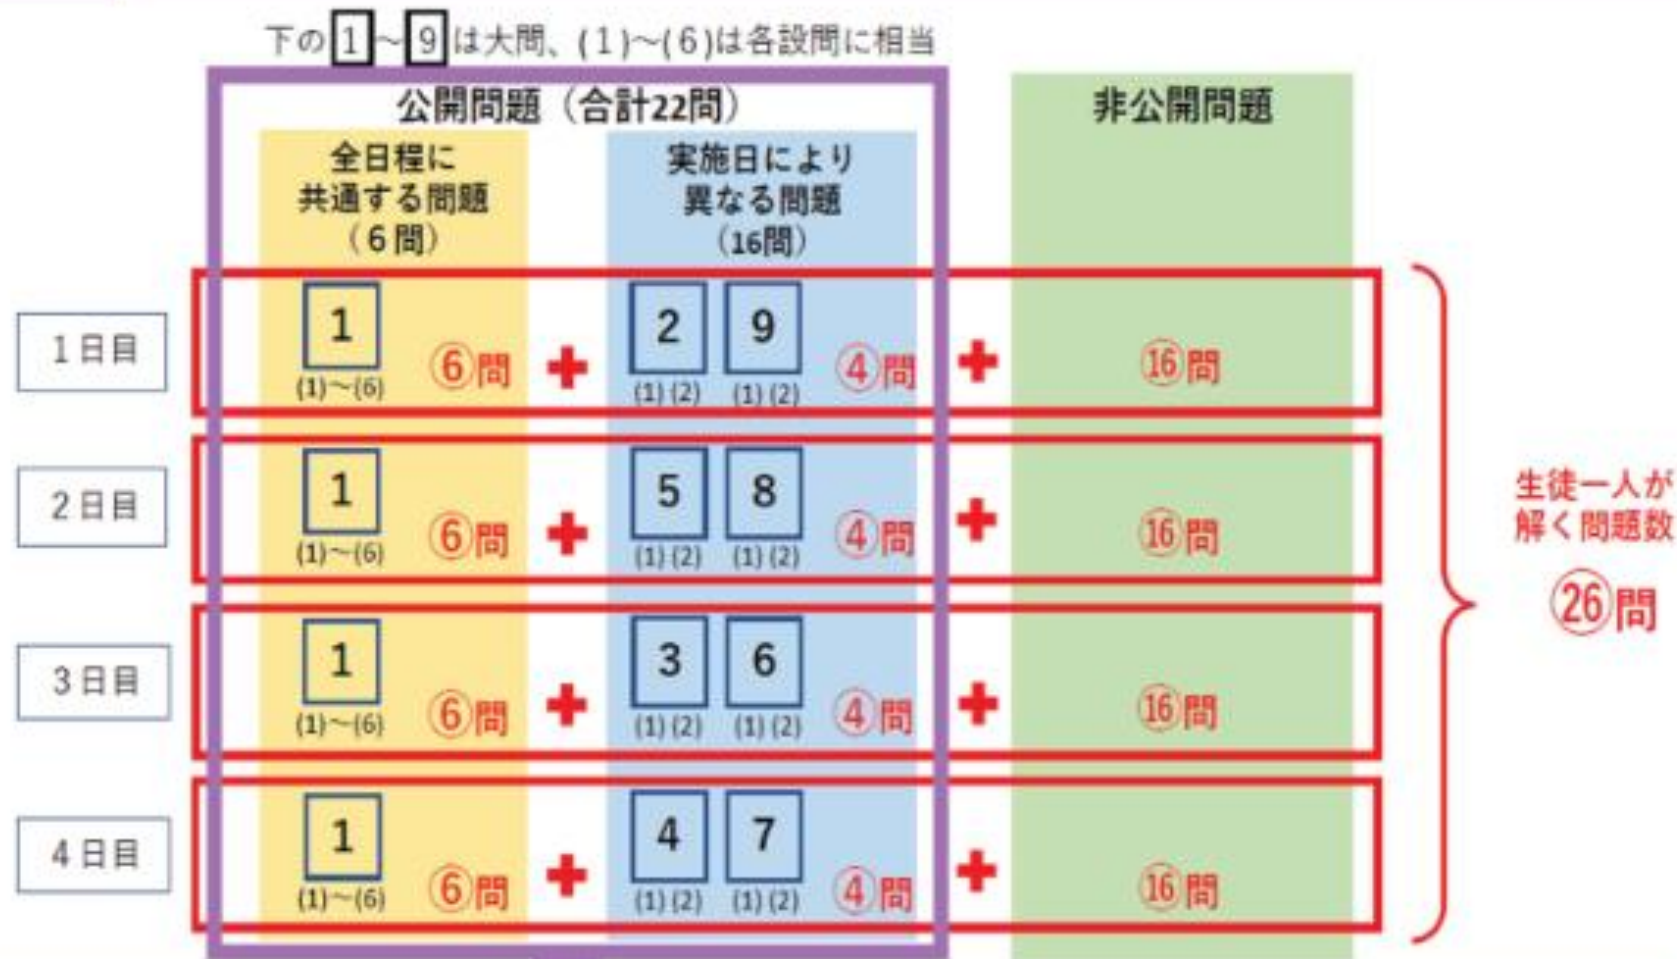 下の1～9は大問、(1)～(6)は各設問に相当
公開問題（合計22問）
非公開問題
全日程に
共通する問題
（6問）
実施日により
異なる問題
（16問）
1日目
1
(1)～(6)
⑥問
+
2 9
(1)(2) (1)(2)
④問
+
⑯問
2日目
1
(1)～(6)
⑥問
+
5 8
(1)(2) (1)(2)
④問
+
⑯問
3日目
1
(1)～(6)
⑥問
+
3 6
(1)(2) (1)(2)
④問
+
⑯問
4日目
1
(1)～(6)
⑥問
+
4 7
(1)(2) (1)(2)
④問
+
⑯問
生徒一人が
解く問題数
㉖問